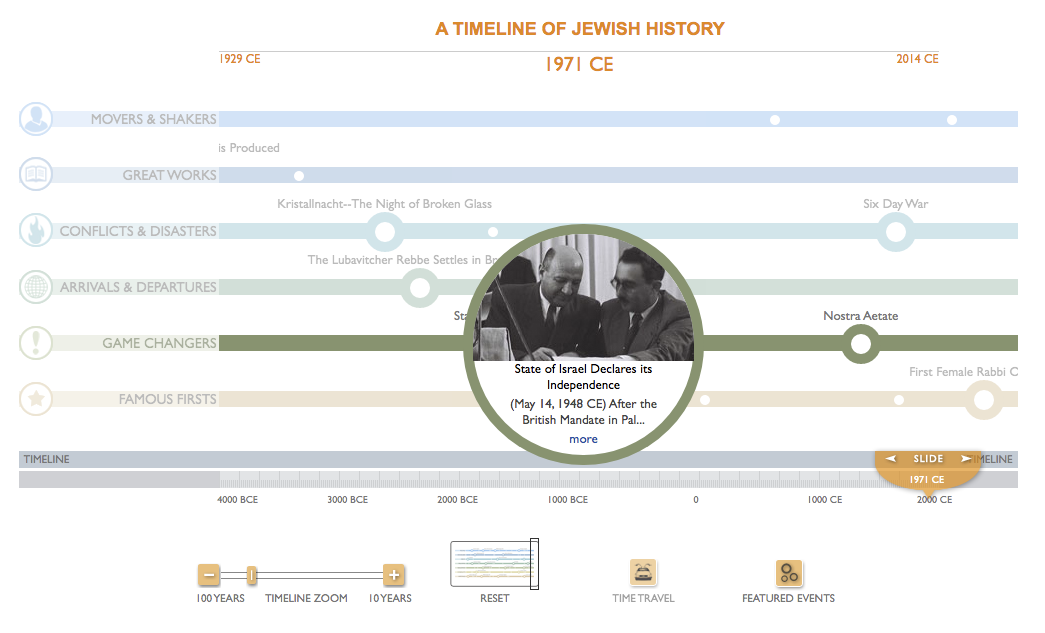 A TIMELINE OF JEWISH HISTORY
1929 CE
1971 CE
2014 CE
MOVERS & SHAKERS
is Produced
GREAT WORKS
Kristallnacht--The Night of Broken Glass
Six Day War
CONFLICTS & DISASTERS
The Lubavitcher Rebbe Settles in Br
ARRIVALS & DEPARTURES
Sta
Nostra Aetate
GAME CHANGERS
State of Israel Declares its
Independence
(May 14, 1948 CE) After the
British Mandate in Pal...
more
First Female Rabbi O
FAMOUS FIRSTS
TIMELINE
SLIDE
IMELINE
1971 CE
4000 BCE
3000 BCE
2000 BCE
1000 BCE
0
1000 CE
2000 CE
100 YEARS
TIMELINE ZOOM
10 YEARS
RESET
TIME TRAVEL
FEATURED EVENTS